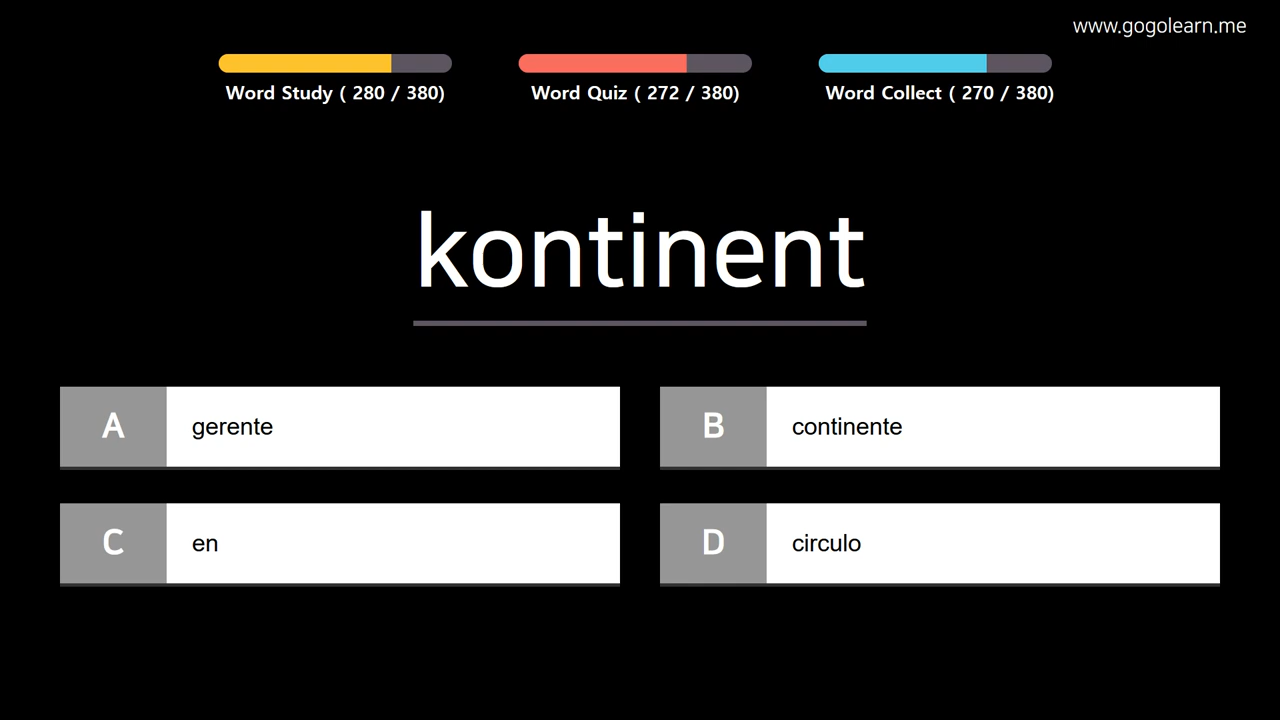 www.gogolearn.me
Word Study ( 280 / 380)
Word Quiz ( 272 / 380)
Word Collect ( 270 / 380)
kontinent
A gerente
B continente
C en
D circulo